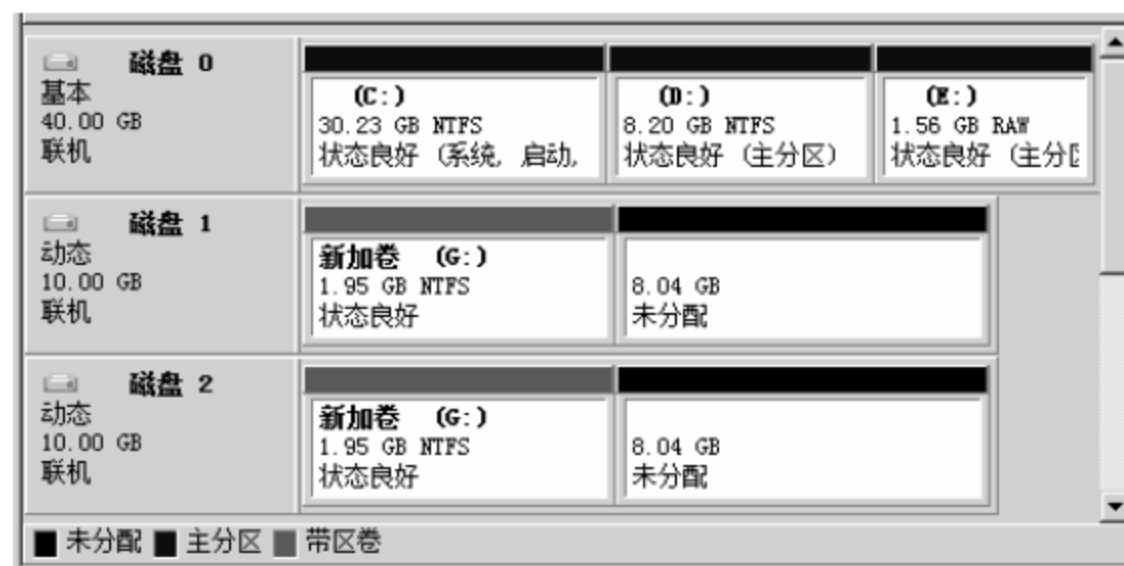 磁盘 0
基本
40.00 GB
联机
(C:)
30.23 GB NTFS
状态良好 (系统, 启动,
(D:)
8.20 GB NTFS
状态良好 (主分区)
(E:)
1.56 GB RAW
状态良好 (主分区
磁盘 1
动态
10.00 GB
联机
新加卷 (G:)
1.95 GB NTFS
状态良好
8.04 GB
未分配
磁盘 2
动态
10.00 GB
联机
新加卷 (G:)
1.95 GB NTFS
状态良好
8.04 GB
未分配
未分配 主分区 带区卷